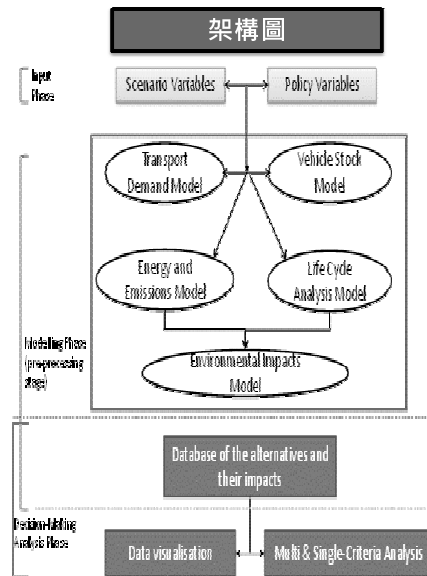 架構圖
Input
Phase
Scenario Variables
Policy Variables
Transport
Demand Model
Vehicle Stock
Model
Energy and
Emissions Model
Life Cycle
Analysis Model
Modelling Phase
(pre-processing
stage)
Environmental Impacts
Model
Database of the alternatives and
their impacts
Decision-Making
Analysis Phase
Data visualisation
Multi & Single-Criteria Analysis